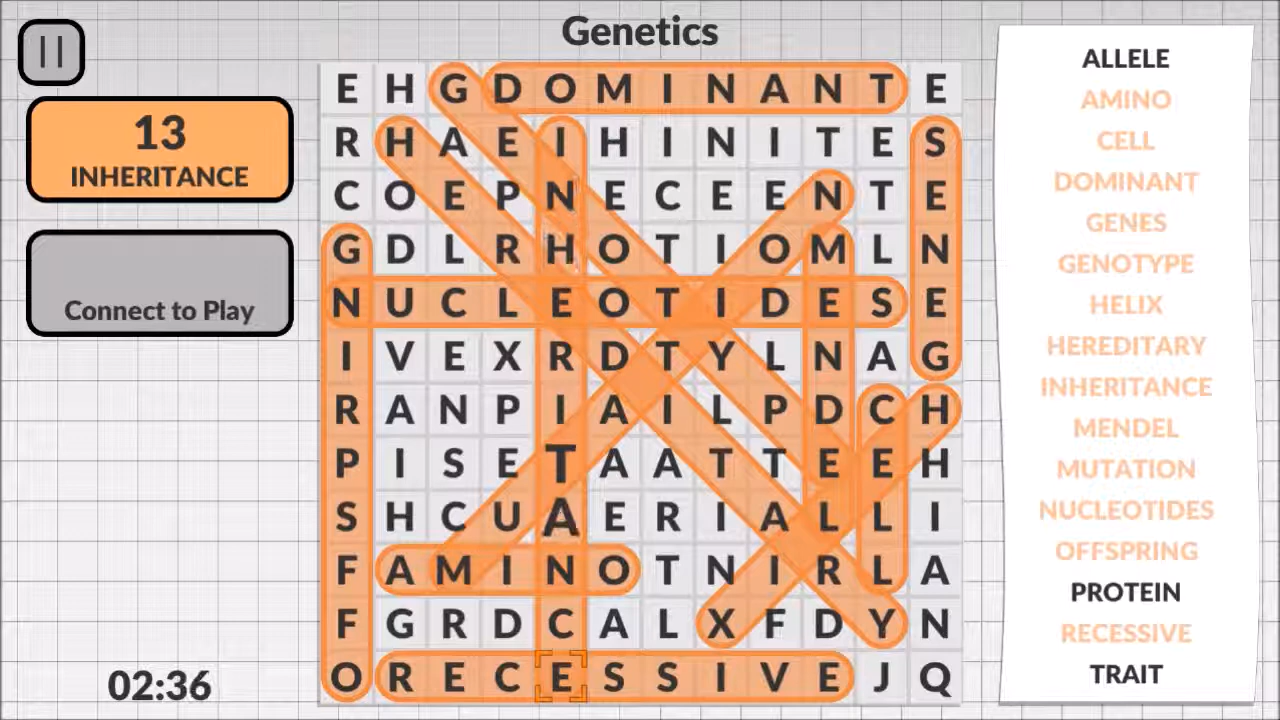 Genetics
13
INHERITANCE
Connect to Play
02:36
E H G D O M I N A N T E
R H A E I H I N I T E S
C O E P N E C E E N T E
G D L R H O T I O M L N
N U C L E O T I D E S E
I V E X R D T Y L N A G
R A N P I A I L P D C H
P I S E T A A T T E E H
S H C U A E R I A L L I
F A M I N O T N I R L A
F G R D C A L X F D Y N
O R E C E S S I V E J Q
ALLELE
AMINO
CELL
DOMINANT
GENES
GENOTYPE
HELIX
HEREDITARY
INHERITANCE
MENDEL
MUTATION
NUCLEOTIDES
OFFSPRING
PROTEIN
RECESSIVE
TRAIT